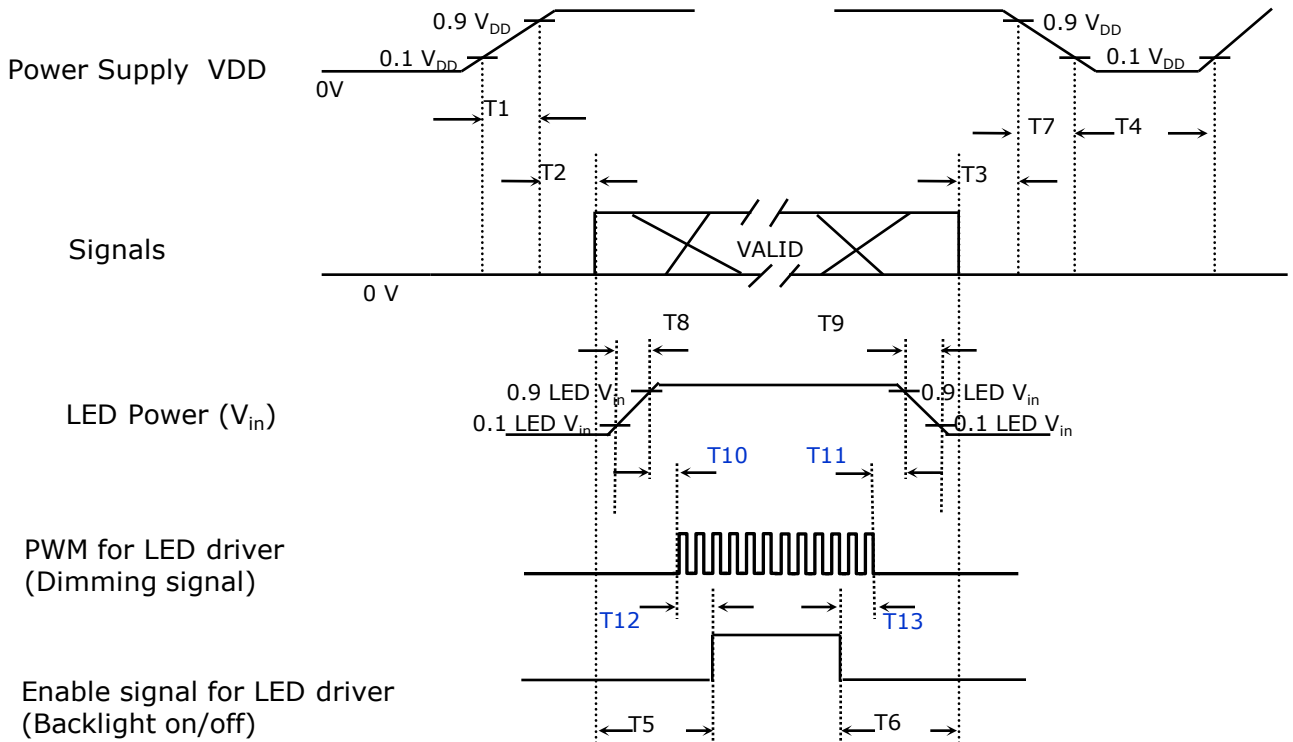 0.9 VDD
0.9 VDD
0.1 VDD
0.1 VDD
Power Supply VDD
0V
T1
T7
T4
T2
T3
Signals
VALID
0 V
T8
T9
0.9 LED Vin
0.9 LED Vin
LED Power (Vin)
0.1 LED Vin
0.1 LED Vin
T10
T11
PWM for LED driver
(Dimming signal)
T12
T13
Enable signal for LED driver
(Backlight on/off)
T5
T6